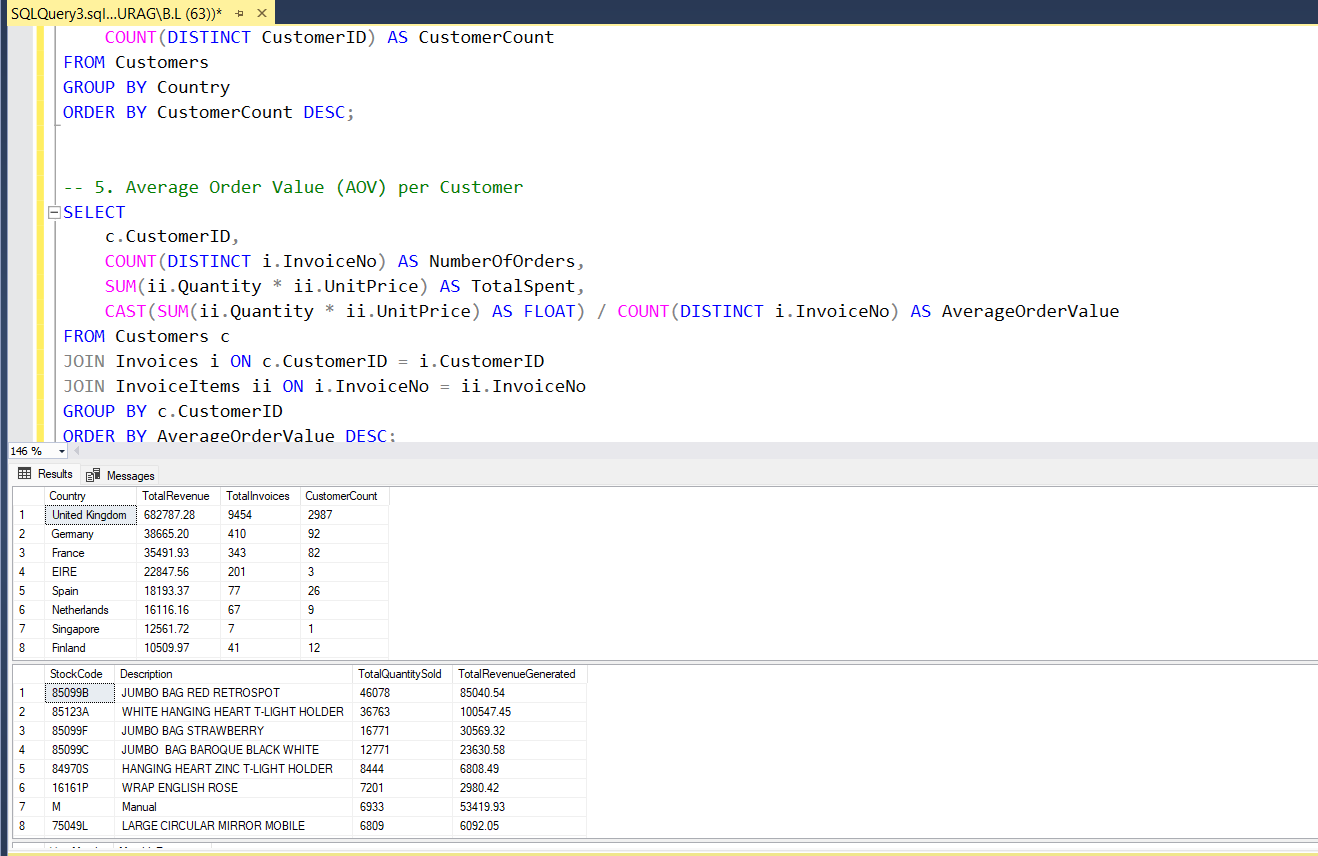 SQLQuery3.sql...URAG\B.L (63))*
COUNT(DISTINCT CustomerID) AS CustomerCount
FROM Customers
GROUP BY Country
ORDER BY CustomerCount DESC;
-- 5. Average Order Value (AOV) per Customer
SELECT
c.CustomerID,
COUNT(DISTINCT i.InvoiceNo) AS NumberOfOrders,
SUM(ii.Quantity * ii.UnitPrice) AS TotalSpent,
CAST(SUM(ii.Quantity * ii.UnitPrice) AS FLOAT) / COUNT(DISTINCT i.InvoiceNo) AS AverageOrderValue
FROM Customers c
JOIN Invoices i ON c.CustomerID = i.CustomerID
JOIN InvoiceItems ii ON i.InvoiceNo = ii.InvoiceNo
GROUP BY c.CustomerID
ORDER BY AverageOrderValue DESC;
146 %
Results Messages
Country TotalRevenue TotalInvoices CustomerCount
1 United Kingdom 682787.28 9454 2987
2 Germany 38665.20 410 92
3 France 35491.93 343 82
4 EIRE 22847.56 201 3
5 Spain 18193.37 77 26
6 Netherlands 16116.16 67 9
7 Singapore 12561.72 7 1
8 Finland 10509.97 41 12
StockCode Description TotalQuantitySold TotalRevenueGenerated
1 85099B JUMBO BAG RED RETROSPOT 46078 85040.54
2 85123A WHITE HANGING HEART T-LIGHT HOLDER 36763 100547.45
3 85099F JUMBO BAG STRAWBERRY 16771 30569.32
4 85099C JUMBO  BAG BAROQUE BLACK WHITE 12771 23630.58
5 84970S HANGING HEART ZINC T-LIGHT HOLDER 8444 6808.49
6 16161P WRAP ENGLISH ROSE 7201 2980.42
7 M Manual 6933 53419.93
8 75049L LARGE CIRCULAR MIRROR MOBILE 6809 6092.05